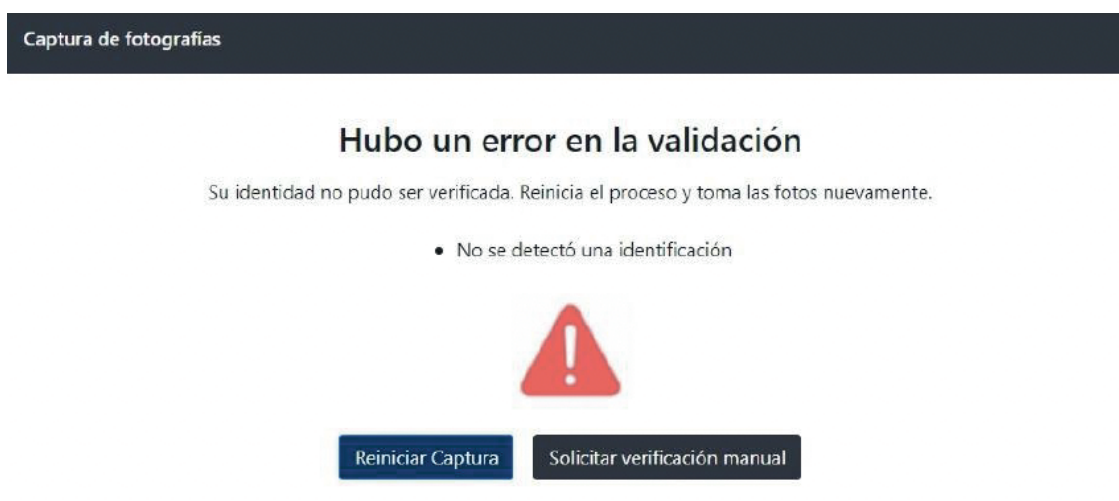 Captura de fotografías
Hubo un error en la validación
Su identidad no pudo ser verificada. Reinicia el proceso y toma las fotos nuevamente.
• No se detectó una identificación
Reiniciar Captura
Solicitar verificación manual